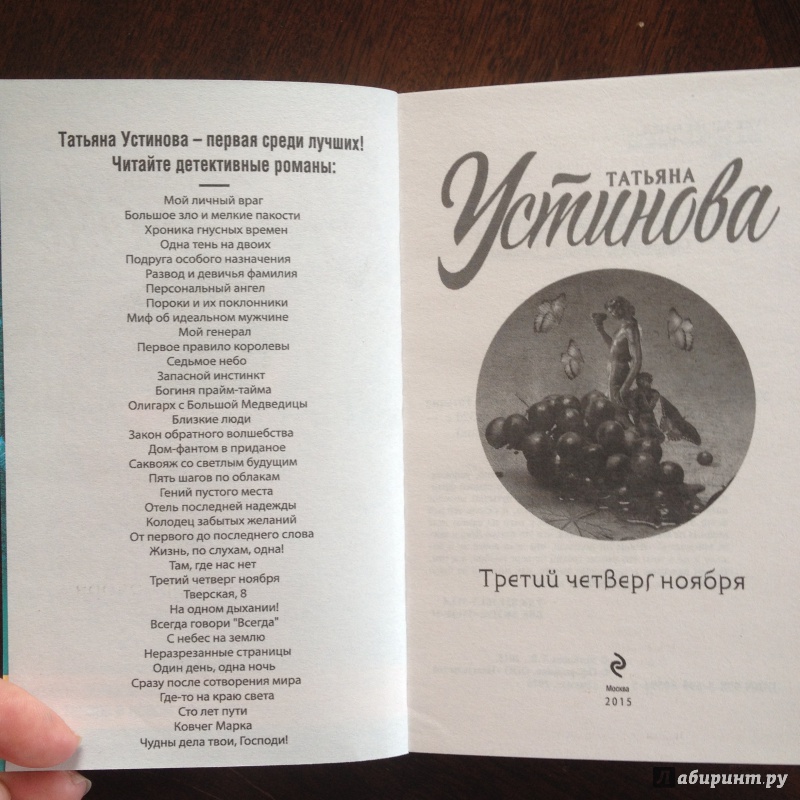 Татьяна Устинова – первая среди лучших!
Читайте детективные романы:
Мой личный враг
Большое зло и мелкие пакости
Хроника гнусных времен
Одна тень на двоих
Подруга особого назначения
Развод и девичья фамилия
Персональный ангел
Пороки и их поклонники
Миф об идеальном мужчине
Мой генерал
Первое правило королевы
Седьмое небо
Запасной инстинкт
Богиня прайм-тайма
Олигарх с Большой Медведицы
Близкие люди
Закон обратного волшебства
Дом-фантом в приданое
Саквояж со светлым будущим
Пять шагов по облакам
Гений пустого места
Отель последней надежды
Колодец забытых желаний
От первого до последнего слова
Жизнь, по слухам, одна!
Там, где нас нет
Третий четверг ноября
Тверская, 8
На одном дыхании!
Всегда говори "Всегда"
С небес на землю
Неразрезанные страницы
Один день, одна ночь
Сразу после сотворения мира
Где-то на краю света
Сто лет пути
Ковчег Марка
Чудны дела твои, Господи!
ТАТЬЯНА
Устинова
Третий четверг ноября
Москва
2015
Лабиринт.ру